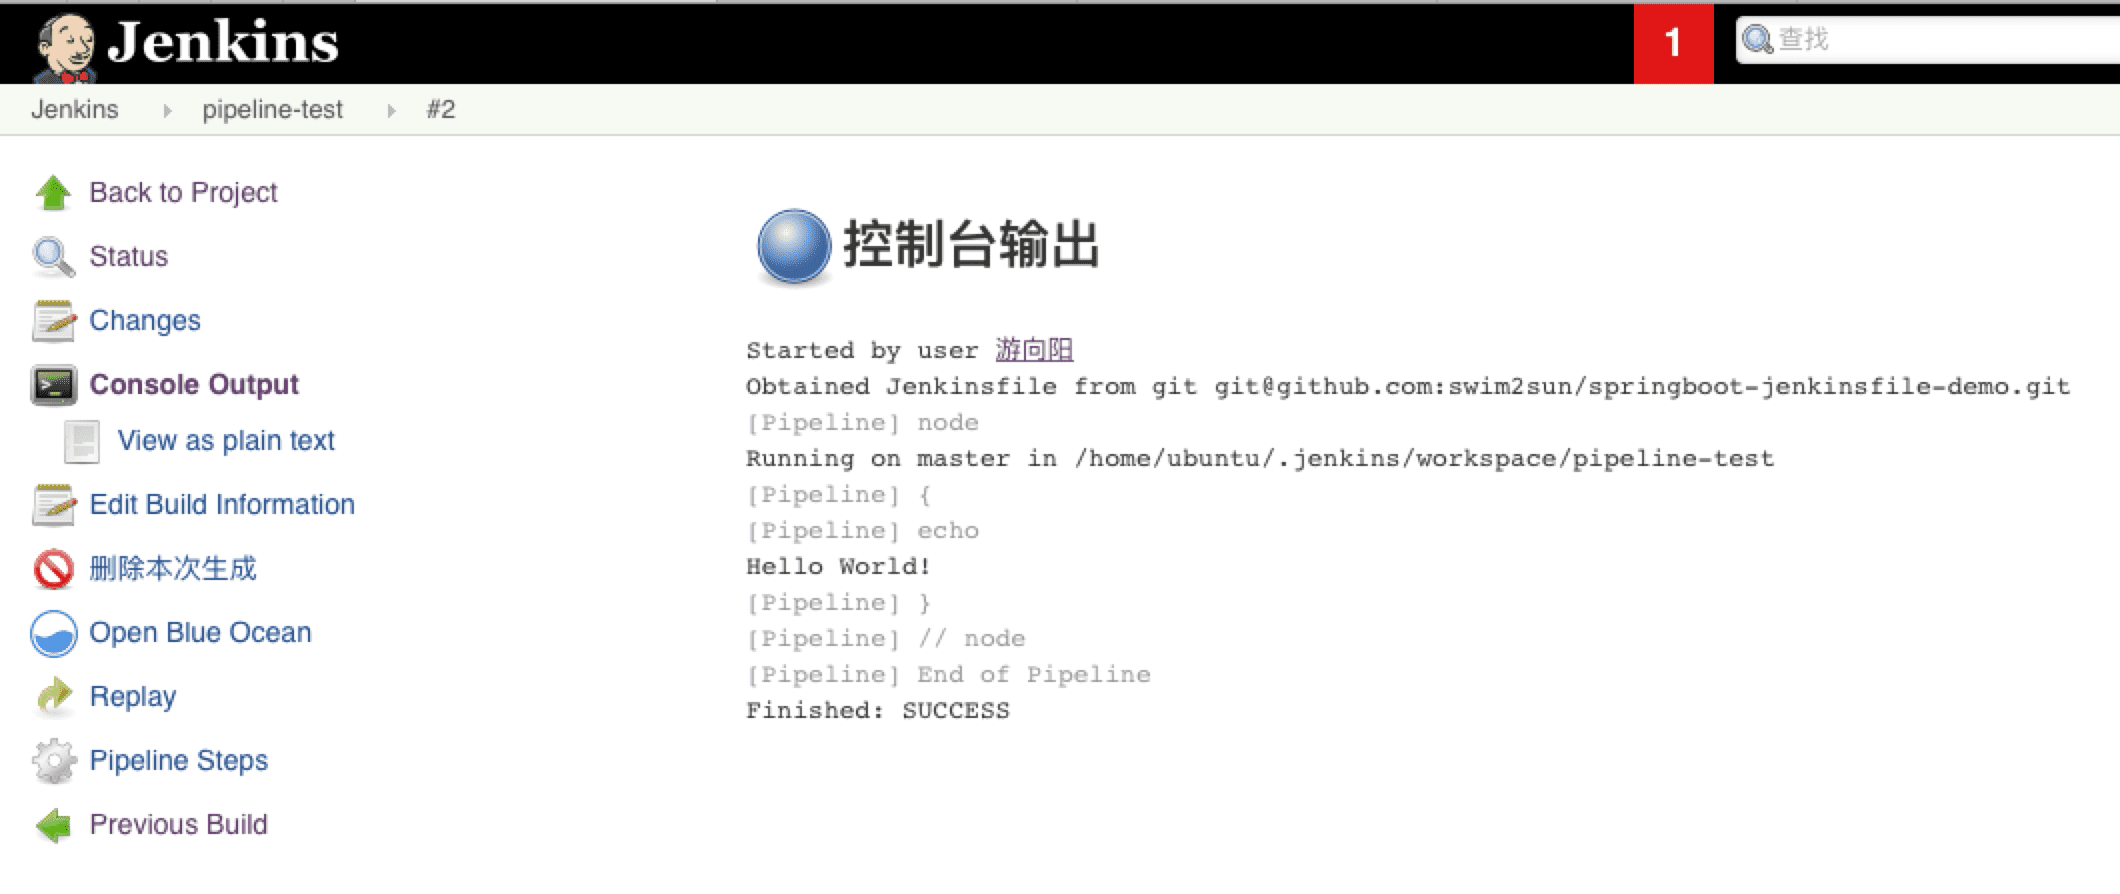 Jenkins
1
查找
Jenkins
pipeline-test
#2
Back to Project
Status
Changes
Console Output
View as plain text
Edit Build Information
删除本次生成
Open Blue Ocean
Replay
Pipeline Steps
Previous Build
控制台输出
Started by user 游向阳
Obtained Jenkinsfile from git git@github.com:swim2sun/springboot-jenkinsfile-demo.git
[Pipeline] node
Running on master in /home/ubuntu/.jenkins/workspace/pipeline-test
[Pipeline] {
[Pipeline] echo
Hello World!
[Pipeline] }
[Pipeline] // node
[Pipeline] End of Pipeline
Finished: SUCCESS